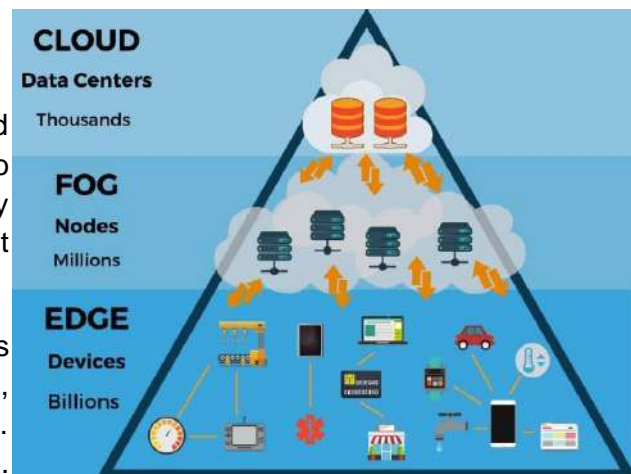 CLOUD
Data Centers
Thousands
FOG
Nodes
Millions
EDGE
Devices
Billions